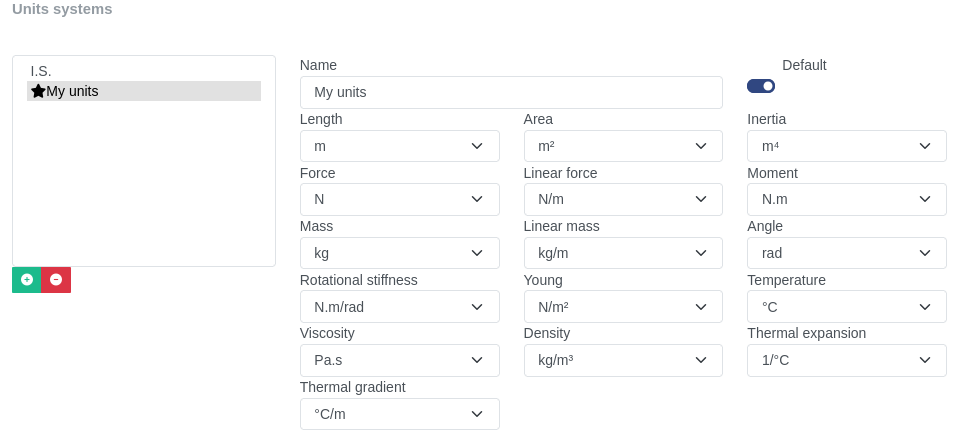 Units systems
I.S.
My units
Name
Default
My units
Length
Area
Inertia
m
m²
m⁴
Force
Linear force
Moment
N
N/m
N.m
Mass
Linear mass
Angle
kg
kg/m
rad
Rotational stiffness
Young
Temperature
N.m/rad
N/m²
°C
Viscosity
Density
Thermal expansion
Pa.s
kg/m³
1/°C
Thermal gradient
°C/m